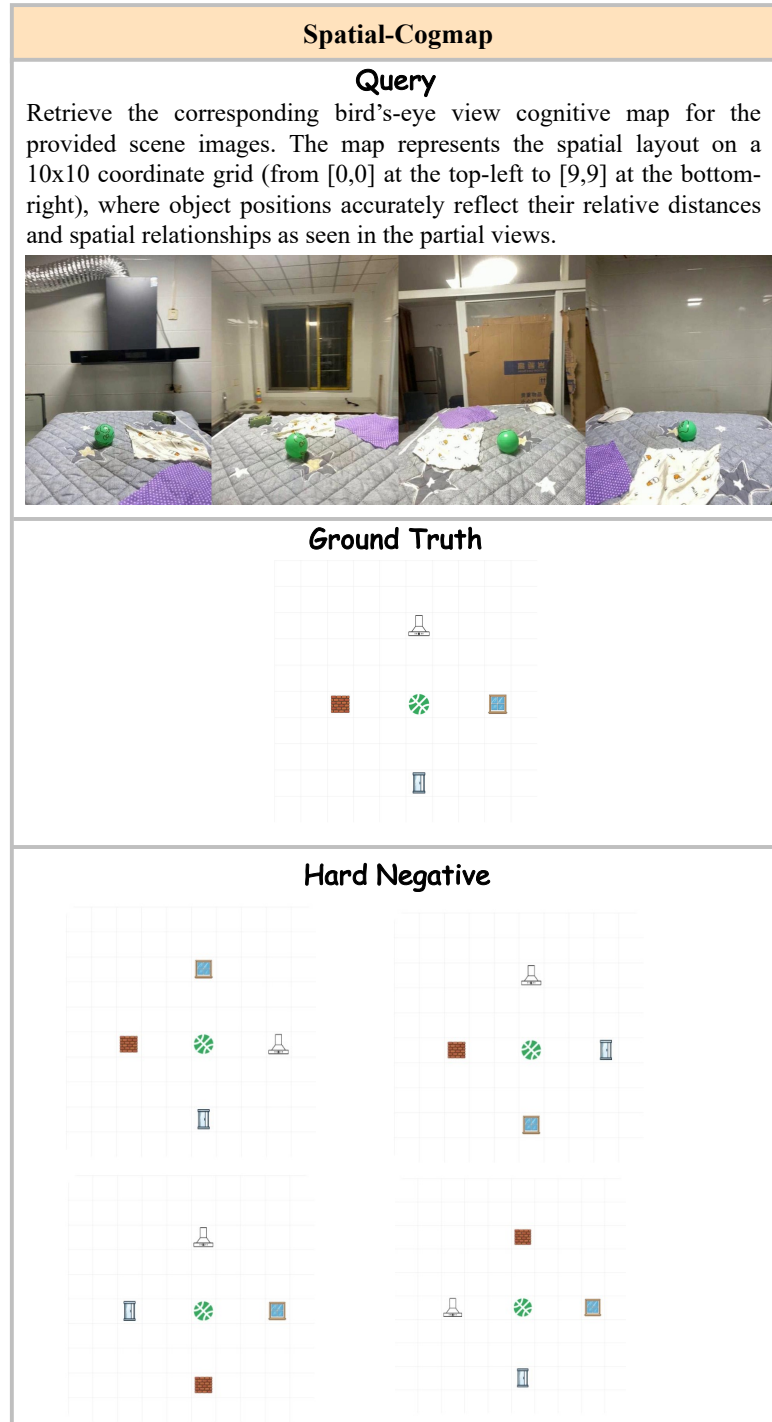 Spatial-Cogmap
Query
Retrieve the corresponding bird's-eye view cognitive map for the
provided scene images. The map represents the spatial layout on a
10x10 coordinate grid (from [0,0] at the top-left to [9,9] at the bottom-
right), where object positions accurately reflect their relative distances
and spatial relationships as seen in the partial views.
Ground Truth
Hard Negative